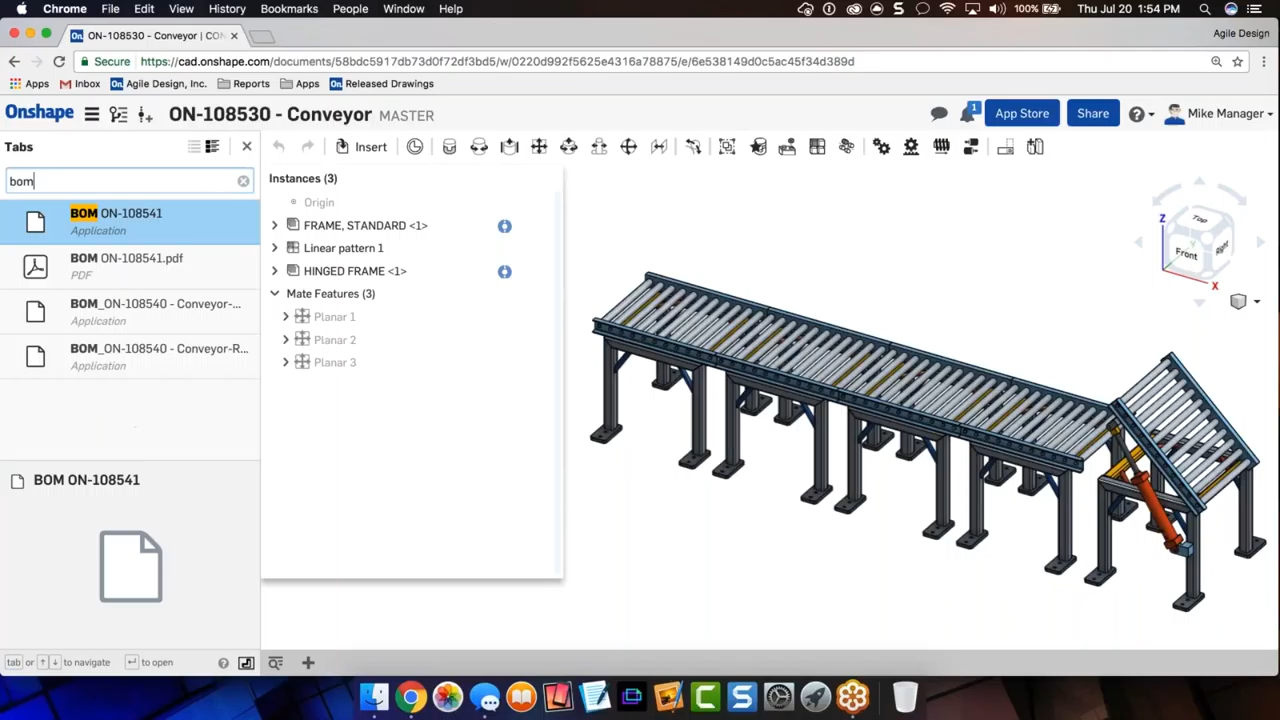 Chrome File Edit View History Bookmarks People Window Help 100% Thu Jul 20 1:54 PM
On ON-108530 - Conveyor | CON Agile Design
Secure https://cad.onshape.com/documents/58bdc5917db73d0f72df3bd5/w/0220d992f5625e4316a78875/e/6e538149d0c5ac45f34d389d
Apps Inbox On Agile Design, Inc. Reports Apps On Released Drawings
Onshape ON-108530 - Conveyor MASTER 1 App Store Share Mike Manager
Tabs Insert
bom
Instances (3)
Origin
BOM ON-108541
Application
FRAME, STANDARD <1>
Linear pattern 1
BOM ON-108541.pdf
PDF
HINGED FRAME <1>
Mate Features (3)
BOM_ON-108540 - Conveyor-...
Application
Planar 1
Planar 2
BOM_ON-108540 - Conveyor-R...
Application
Planar 3
Top
Front
Right
Z
Y
X
BOM ON-108541
tab or to navigate to open